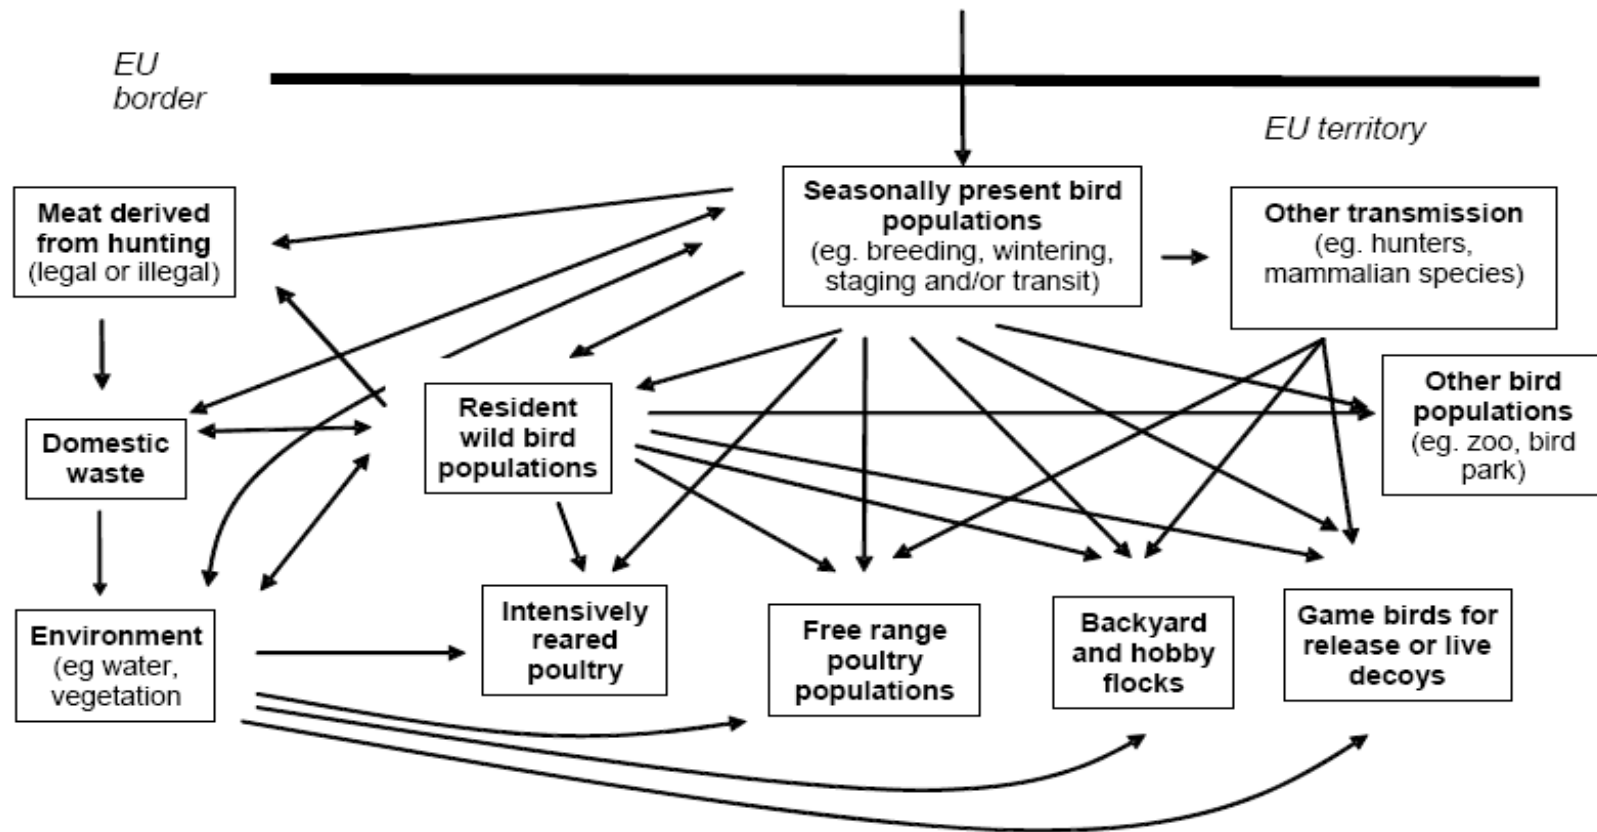 EU
border
EU territory
Meat derived
from hunting
(legal or illegal)
Seasonally present bird
populations
(eg. breeding, wintering,
staging and/or transit)
Other transmission
(eg. hunters,
mammalian species)
Other bird
populations
(eg. zoo, bird
park)
Domestic
waste
Resident
wild bird
populations
Environment
(eg water,
vegetation
Intensively
reared
poultry
Free range
poultry
populations
Backyard
and hobby
flocks
Game birds for
release or live
decoys